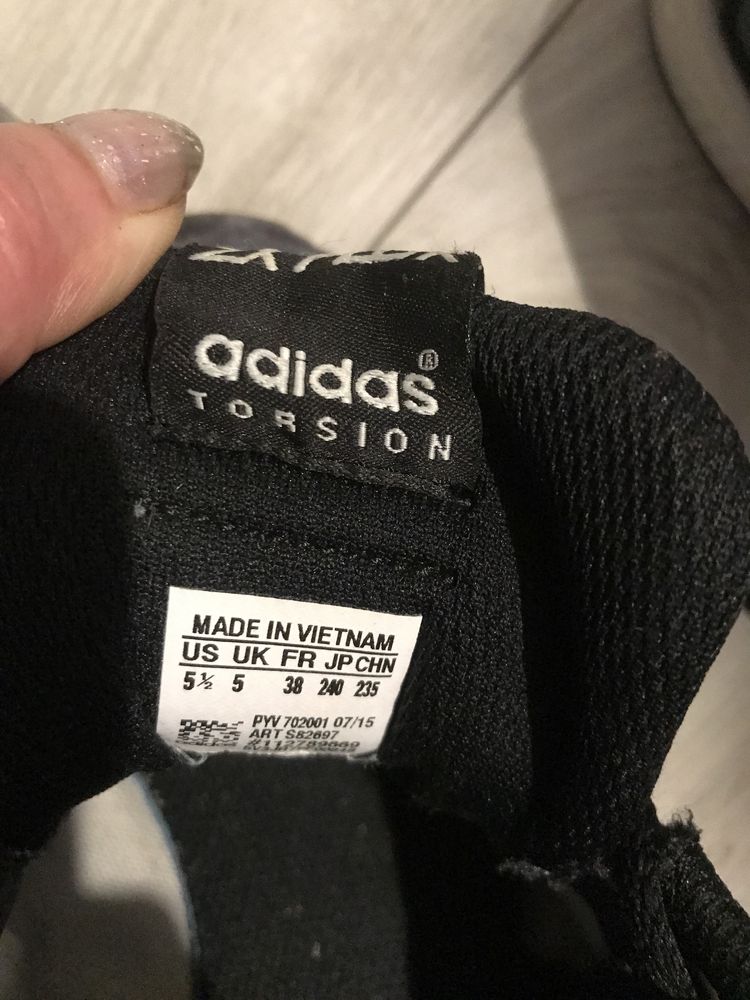 adidas®
TORSION
MADE IN VIETNAM
US UK FR JP CHN
5½ 5 38 240 235
PYV 702001 07/15
ART S82697